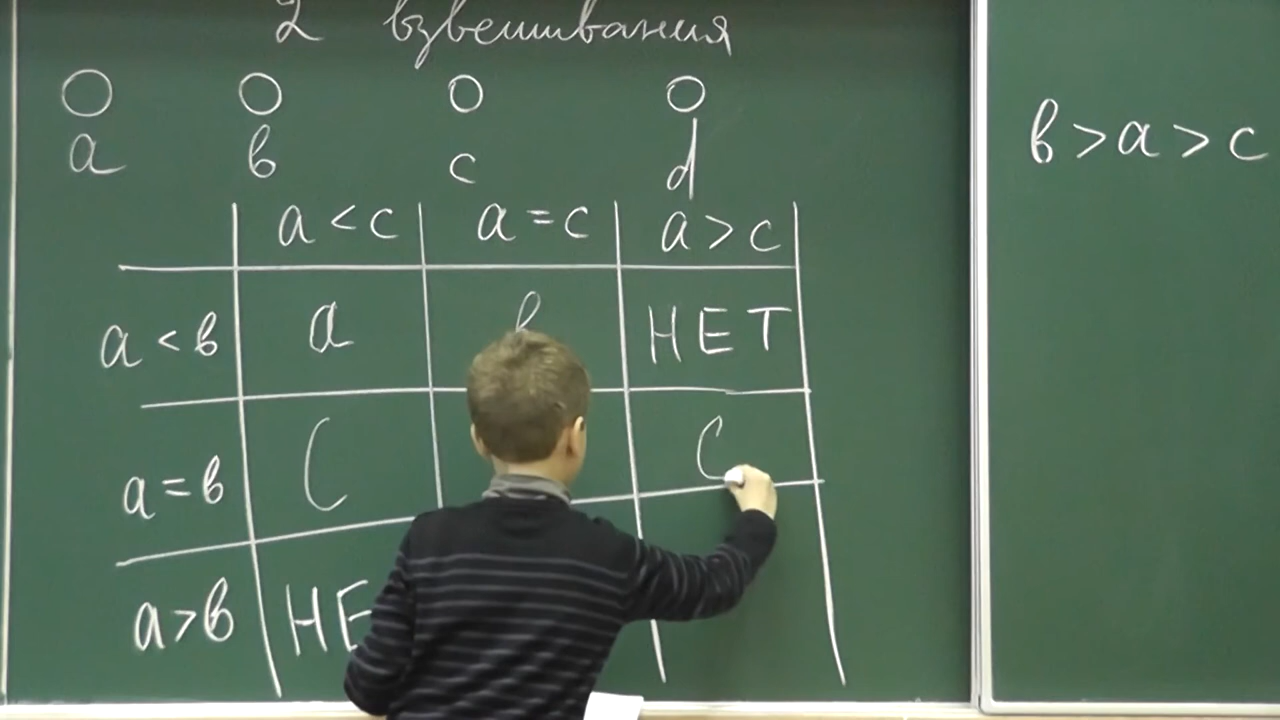 2 взвешивания
a в c d
a < c a = c a > c
a < в a в НЕТ
a = в C C
a > в НЕ
в > a > c